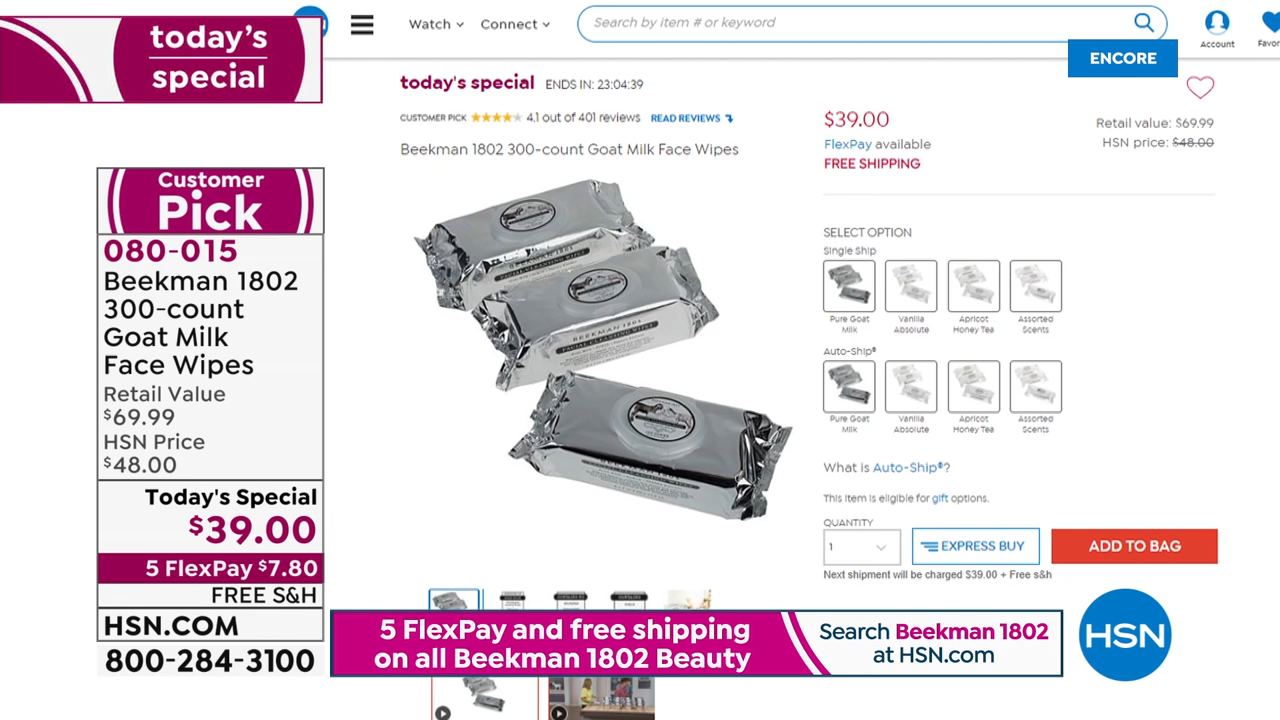 today's
special
Customer
Pick
080-015
Beekman 1802
300-count
Goat Milk
Face Wipes
Retail Value
$69.99
HSN Price
$48.00
Today's Special
$39.00
5 FlexPay $7.80
FREE S&H
HSN.COM
800-284-3100
Watch
Connect
Search by item # or keyword
Account
ENCORE
today's special ENDS IN: 23:04:39
CUSTOMER PICK 4.1 out of 401 reviews READ REVIEWS
Beekman 1802 300-count Goat Milk Face Wipes
BEEKMAN 1802
FACIAL CLEANSING WIPES
$39.00
Retail value: $69.99
FlexPay available
HSN price: $48.00
FREE SHIPPING
SELECT OPTION
Single Ship
Pure Goat Milk
Vanilla Absolute
Apricot Honey Tea
Assorted Scents
Auto-Ship®
Pure Goat Milk
Vanilla Absolute
Apricot Honey Tea
Assorted Scents
What is Auto-Ship®?
This item is eligible for gift options.
QUANTITY
1
EXPRESS BUY
ADD TO BAG
Next shipment will be charged $39.00 + Free s&h
5 FlexPay and free shipping
on all Beekman 1802 Beauty
Search Beekman 1802
at HSN.com
HSN